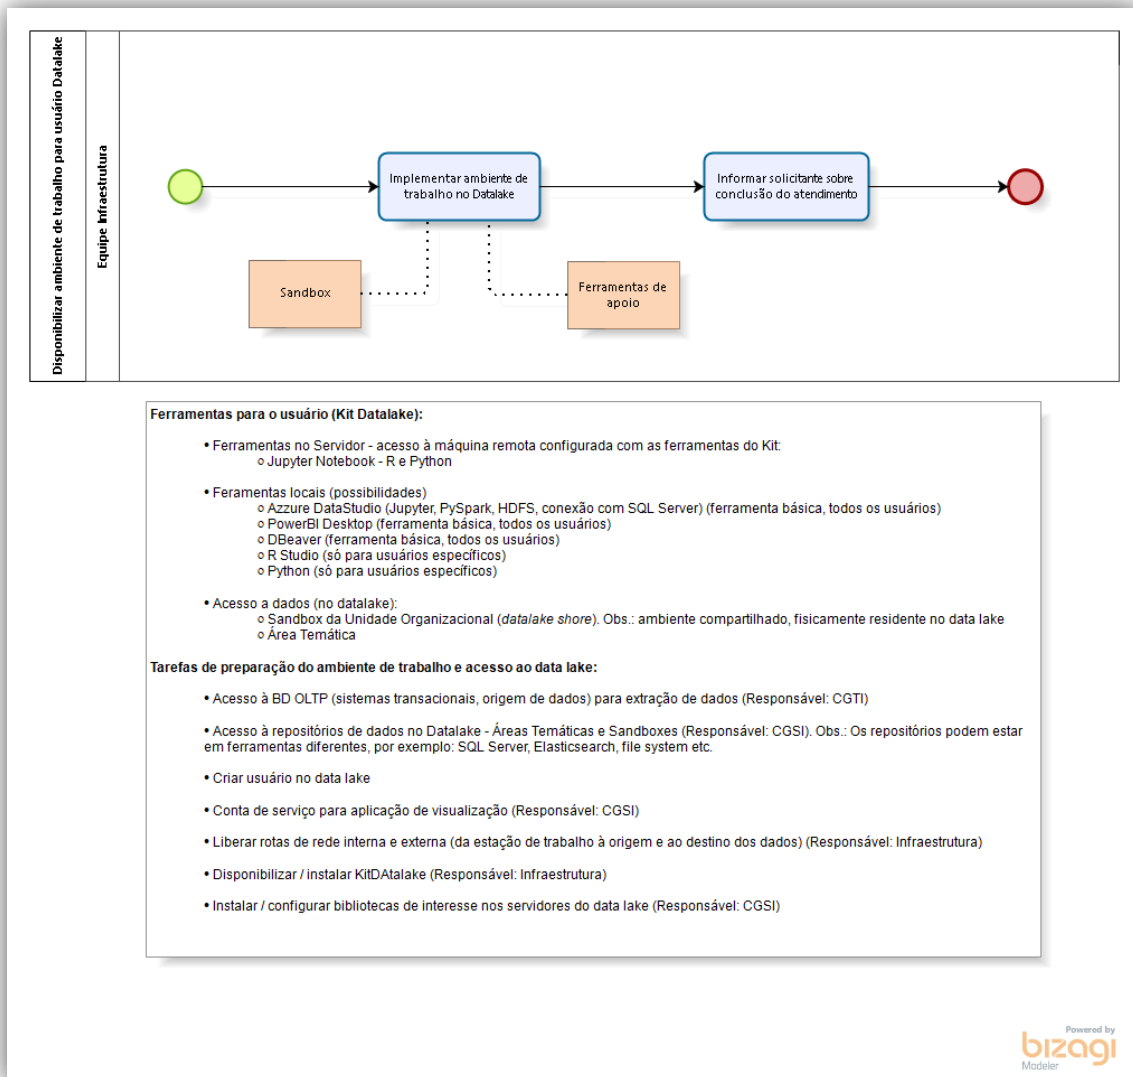 Disponibilizar ambiente de trabalho para usuário Datalake
Equipe Infraestrutura
Implementar ambiente de
trabalho no Datalake
Informar solicitante sobre
conclusão do atendimento
Sandbox
Ferramentas de
apoio
Ferramentas para o usuário (Kit Datalake):
• Ferramentas no Servidor - acesso à máquina remota configurada com as ferramentas do Kit:
o Jupyter Notebook - R e Python
• Feramentas locais (possibilidades)
o Azzure DataStudio (Jupyter, PySpark, HDFS, conexão com SQL Server) (ferramenta básica, todos os usuários)
o PowerBI Desktop (ferramenta básica, todos os usuários)
o DBeaver (ferramenta básica, todos os usuários)
o R Studio (só para usuários específicos)
o Python (só para usuários específicos)
• Acesso a dados (no datalake):
o Sandbox da Unidade Organizacional (datalake shore). Obs.: ambiente compartilhado, fisicamente residente no data lake
o Área Temática
Tarefas de preparação do ambiente de trabalho e acesso ao data lake:
• Acesso à BD OLTP (sistemas transacionais, origem de dados) para extração de dados (Responsável: CGTI)
• Acesso à repositórios de dados no Datalake - Áreas Temáticas e Sandboxes (Responsável: CGSI). Obs.: Os repositórios podem estar
em ferramentas diferentes, por exemplo: SQL Server, Elasticsearch, file system etc.
• Criar usuário no data lake
• Conta de serviço para aplicação de visualização (Responsável: CGSI)
• Liberar rotas de rede interna e externa (da estação de trabalho à origem e ao destino dos dados) (Responsável: Infraestrutura)
• Disponibilizar / instalar KitDAtalake (Responsável: Infraestrutura)
• Instalar / configurar bibliotecas de interesse nos servidores do data lake (Responsável: CGSI)
Powered by
bizagi
Modeler